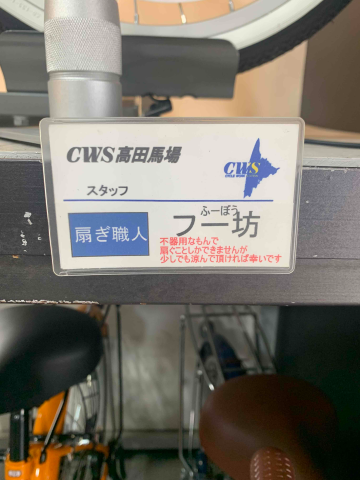 CWS高田馬場
CWS
スタッフ
ふーぼう
扇ぎ職人
フー坊
不器用なもんで
扇ぐことしかできませんが
少しでも涼んで頂ければ幸いです